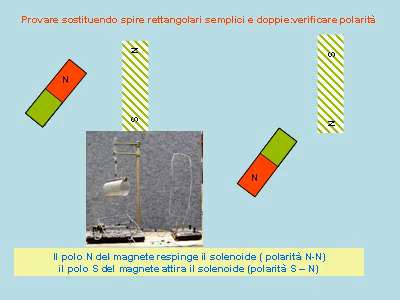 Provare sostituendo spire rettangolari semplici e doppie:verificare polarità
N
S
N
S
N
N
Il polo N del magnete respinge il solenoide ( polarità N-N)
il polo S del magnete attira il solenoide (polarità S – N)